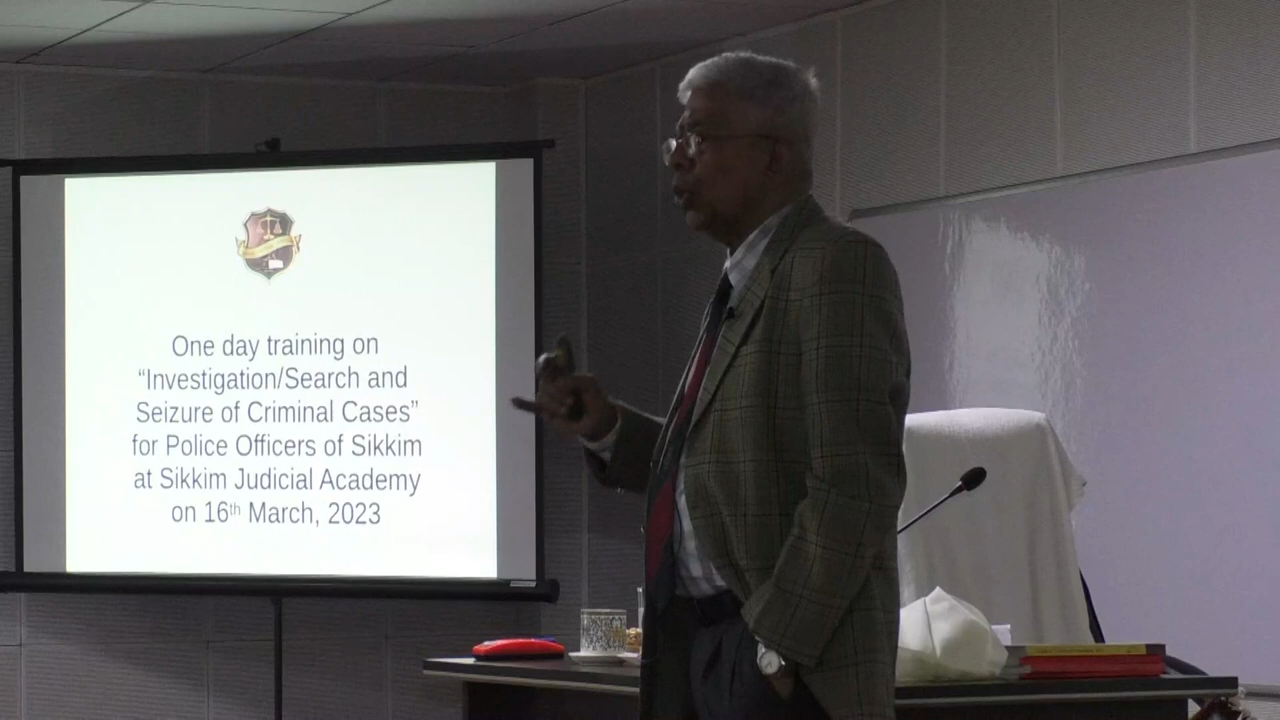 One day training on
“Investigation/Search and
Seizure of Criminal Cases”
for Police Officers of Sikkim
at Sikkim Judicial Academy
on 16th March, 2023